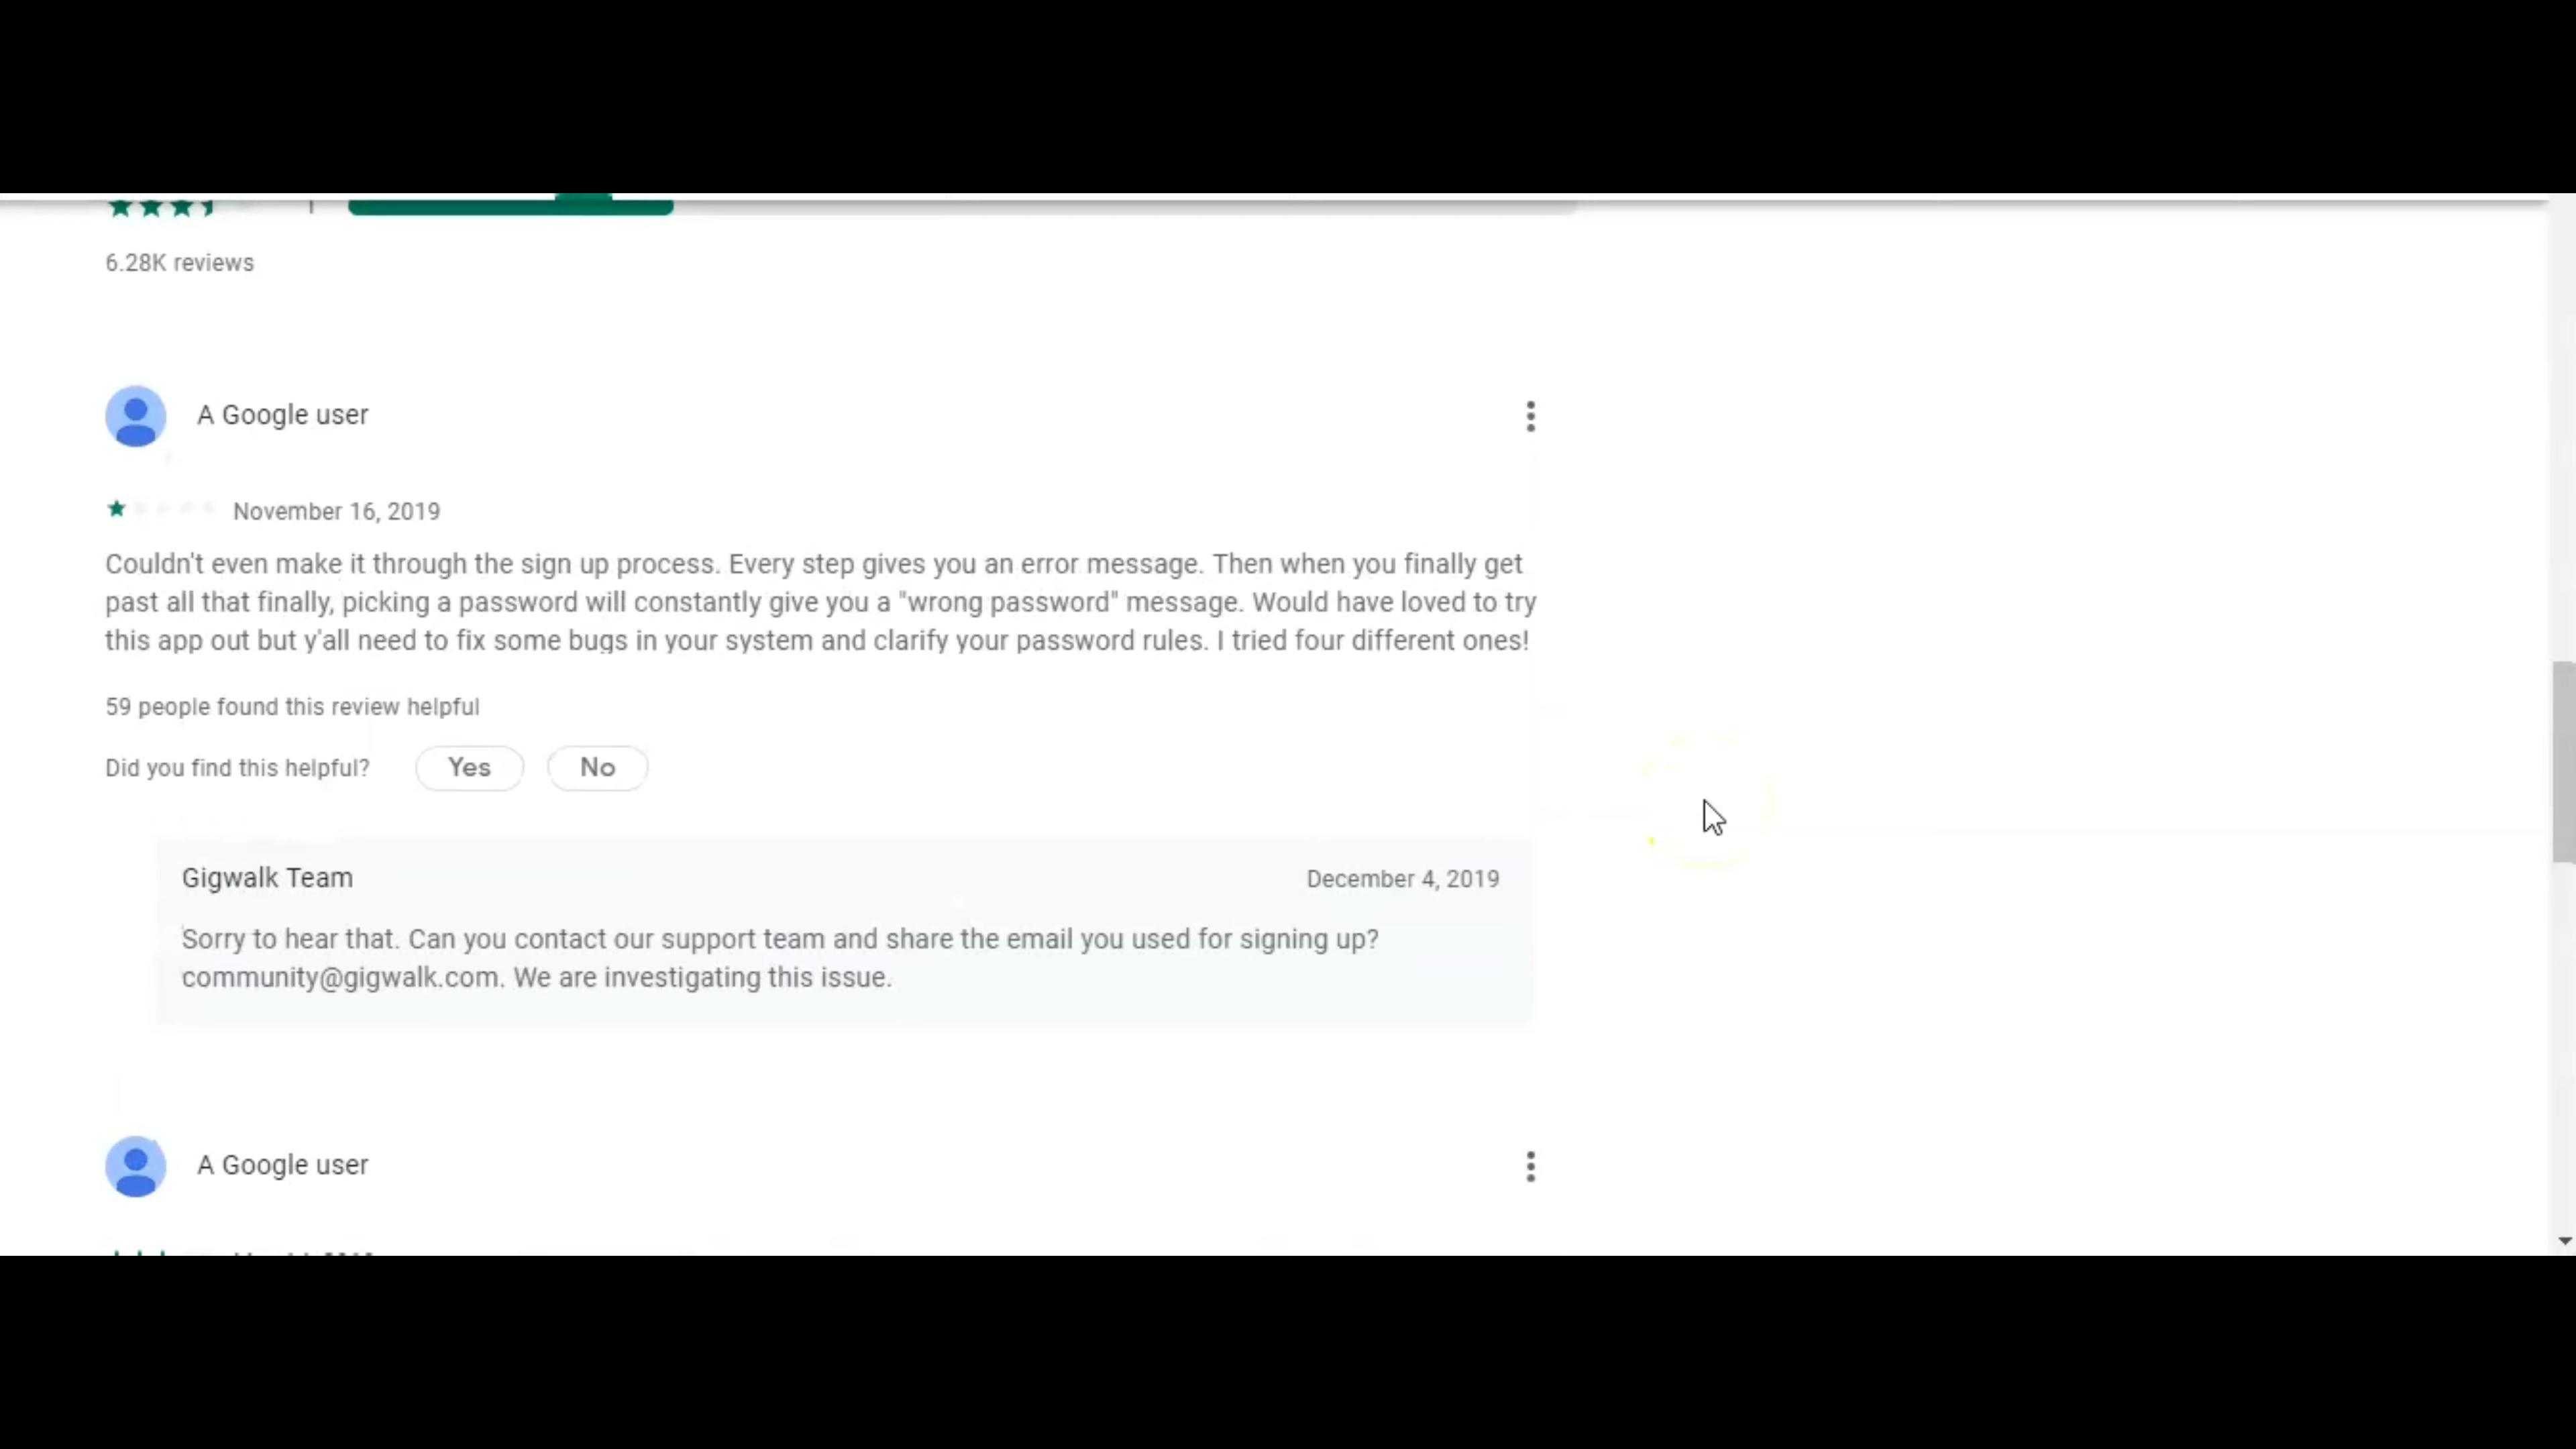 6.28K reviews
A Google user
November 16, 2019
Couldn't even make it through the sign up process. Every step gives you an error message. Then when you finally get
past all that finally, picking a password will constantly give you a "wrong password" message. Would have loved to try
this app out but y'all need to fix some bugs in your system and clarify your password rules. I tried four different ones!
59 people found this review helpful
Did you find this helpful? Yes No
Gigwalk Team December 4, 2019
Sorry to hear that. Can you contact our support team and share the email you used for signing up?
community@gigwalk.com. We are investigating this issue.
A Google user